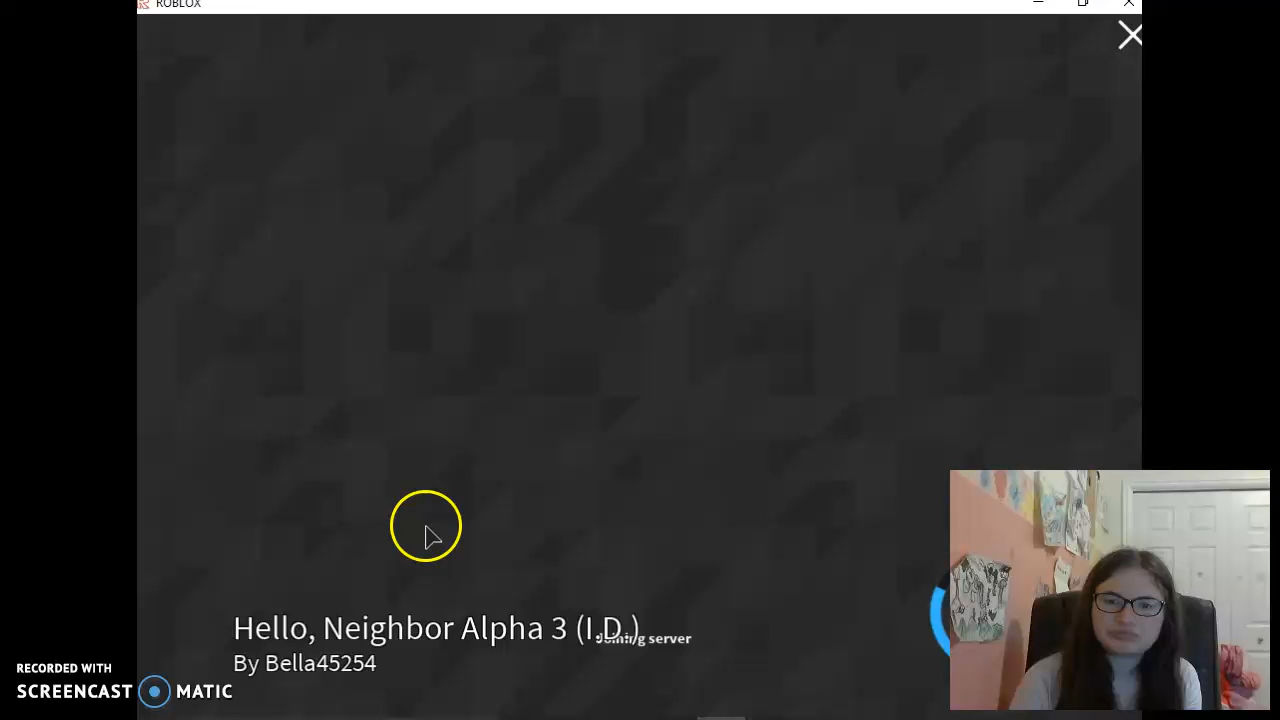 ROBLOX
Hello, Neighbor Alpha 3 (I.D.)
Joining server
By Bella45254
RECORDED WITH
SCREENCAST MATIC